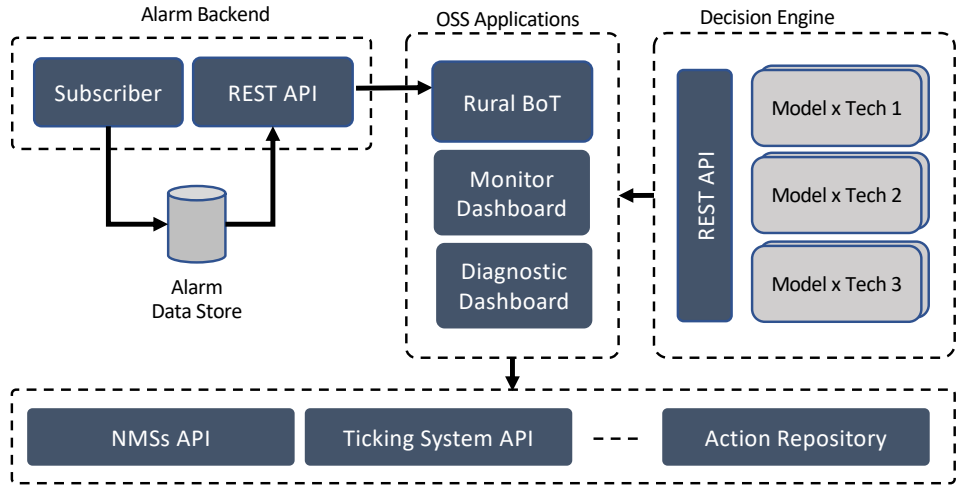 Alarm Backend
Subscriber
REST API
Alarm
Data Store
OSS Applications
Rural BoT
Monitor
Dashboard
Diagnostic
Dashboard
Decision Engine
REST API
Model x Tech 1
Model x Tech 2
Model x Tech 3
NMSs API
Ticking System API
Action Repository